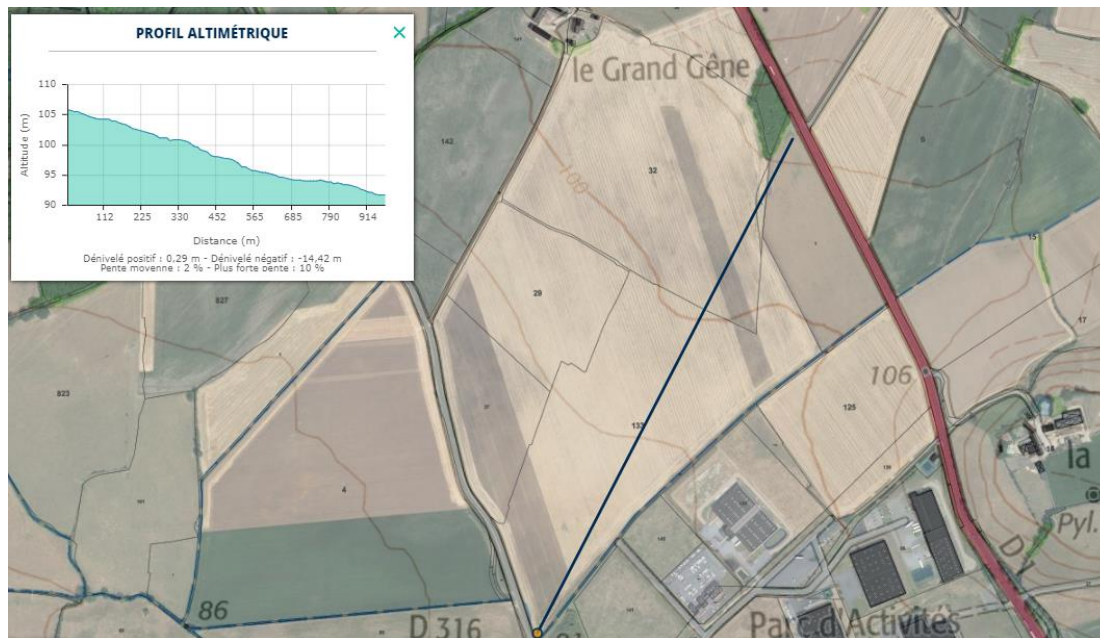 PROFIL ALTIMÉTRIQUE
×
110
105
100
95
90
Altitude (m)
112 225 330 452 565 685 790 914
Distance (m)
Dénivelé positif : 0,29 m - Dénivelé négatif : -14,42 m
Pente moyenne : 2 % - Plus forte pente : 10 %
le Grand Gêne
142
32
100
29
827
17
106
823
133
125
4
86
D 316
la
Pyl.
Parc d'Activités